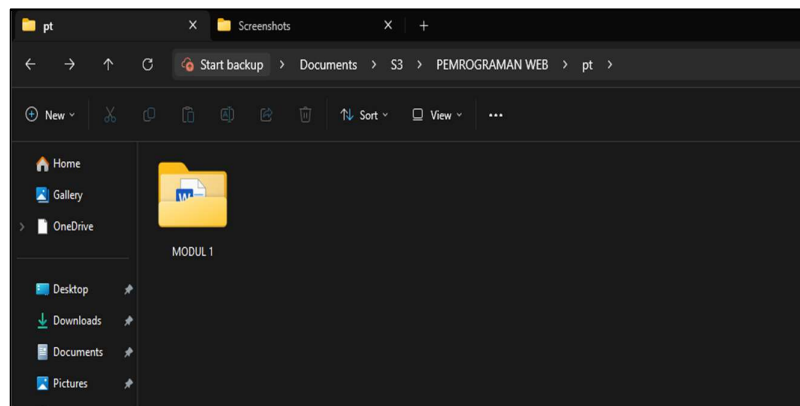 pt
Screenshots
Start backup > Documents > S3 > PEMROGRAMAN WEB > pt >
New
Sort
View
Home
Gallery
OneDrive
MODUL 1
Desktop
Downloads
Documents
Pictures